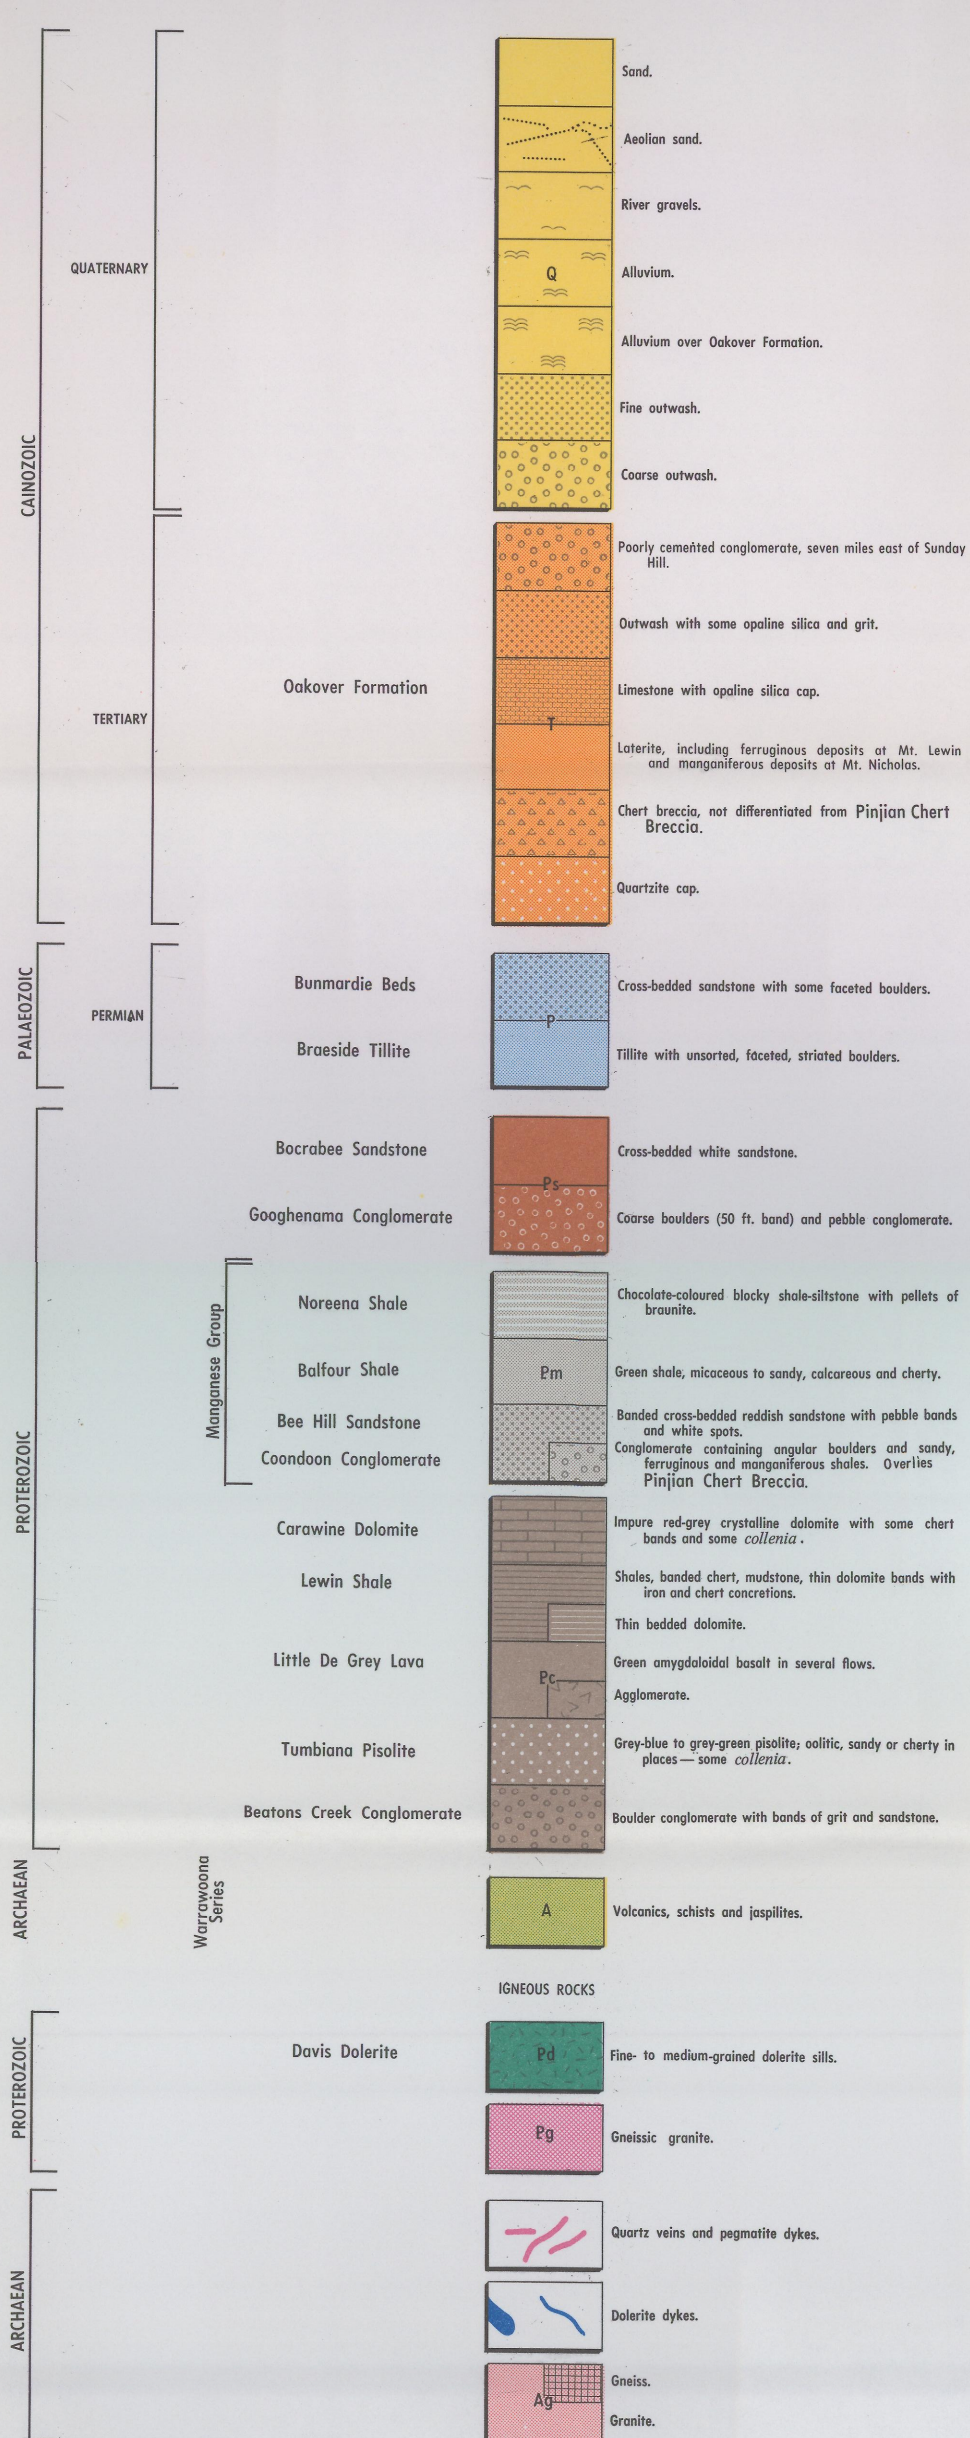 CAINOZOIC
QUATERNARY
Sand.
Aeolian sand.
River gravels.
Q
Alluvium.
Alluvium over Oakover Formation.
Fine outwash.
Coarse outwash.
TERTIARY
Poorly cemented conglomerate, seven miles east of Sunday
Hill.
Outwash with some opaline silica and grit.
Oakover Formation
Limestone with opaline silica cap.
T
Laterite, including ferruginous deposits at Mt. Lewin
and manganiferous deposits at Mt. Nicholas.
Chert breccia, not differentiated from Pinjian Chert
Breccia.
Quartzite cap.
PALAEOZOIC
PERMIAN
Bunmardie Beds
Cross-bedded sandstone with some faceted boulders.
P
Braeside Tillite
Tillite with unsorted, faceted, striated boulders.
PROTEROZOIC
Bocrabee Sandstone
Cross-bedded white sandstone.
Ps
Googhenama Conglomerate
Coarse boulders (50 ft. band) and pebble conglomerate.
Manganese Group
Noreena Shale
Chocolate-coloured blocky shale-siltstone with pellets of
braunite.
Balfour Shale
Pm
Green shale, micaceous to sandy, calcareous and cherty.
Bee Hill Sandstone
Banded cross-bedded reddish sandstone with pebble bands
and white spots.
Coondoon Conglomerate
Conglomerate containing angular boulders and sandy,
ferruginous and manganiferous shales. Overlies
Pinjian Chert Breccia.
Carawine Dolomite
Impure red-grey crystalline dolomite with some chert
bands and some collenia.
Lewin Shale
Shales, banded chert, mudstone, thin dolomite bands with
iron and chert concretions.
Thin bedded dolomite.
Little De Grey Lava
Green amygdaloidal basalt in several flows.
Pc
Agglomerate.
Tumbiana Pisolite
Grey-blue to grey-green pisolite; oolitic, sandy or cherty in
places — some collenia.
Beatons Creek Conglomerate
Boulder conglomerate with bands of grit and sandstone.
ARCHAEAN
Warrawoona
Series
A
Volcanics, schists and jaspilites.
IGNEOUS ROCKS
PROTEROZOIC
Davis Dolerite
Pd
Fine- to medium-grained dolerite sills.
Pg
Gneissic granite.
ARCHAEAN
Quartz veins and pegmatite dykes.
Dolerite dykes.
Gneiss.
Ag
Granite.